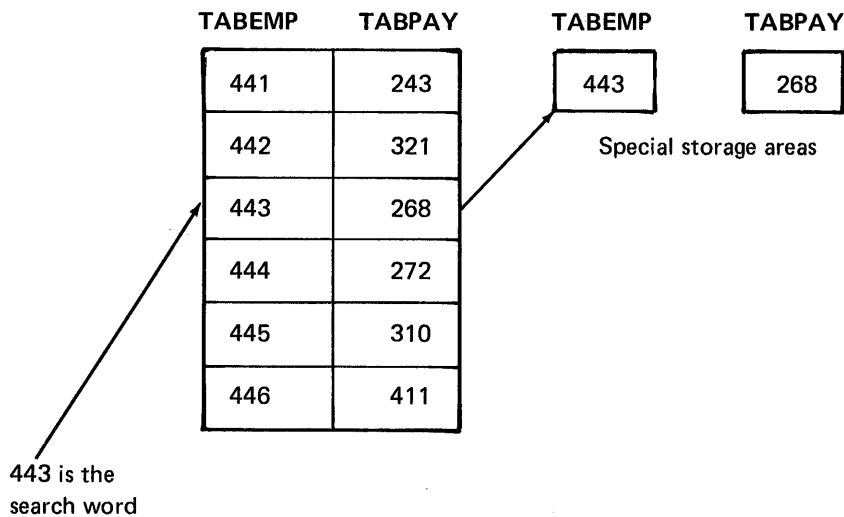 TABEMP TABPAY TABEMP TABPAY
441 243 443 268
442 321 Special storage areas
443 268
444 272
445 310
446 411
443 is the
search word